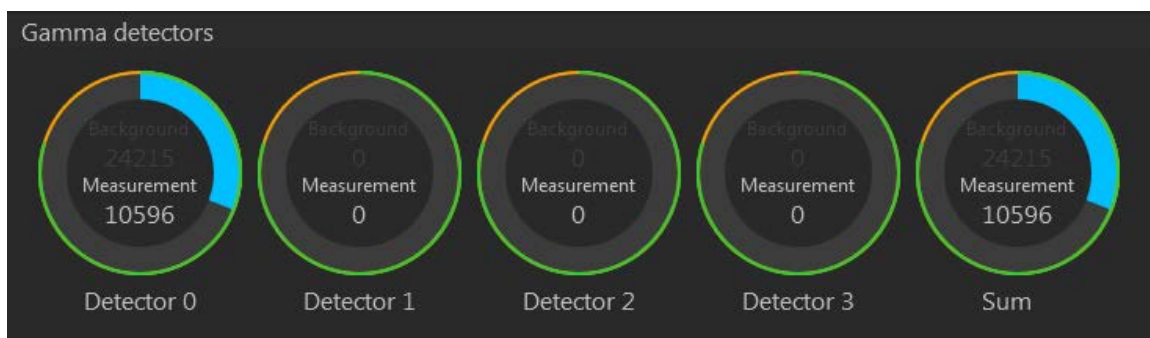 Gamma detectors
Background
24215
Measurement
10596
Detector 0
Background
0
Measurement
0
Detector 1
Background
0
Measurement
0
Detector 2
Background
0
Measurement
0
Detector 3
Background
24215
Measurement
10596
Sum